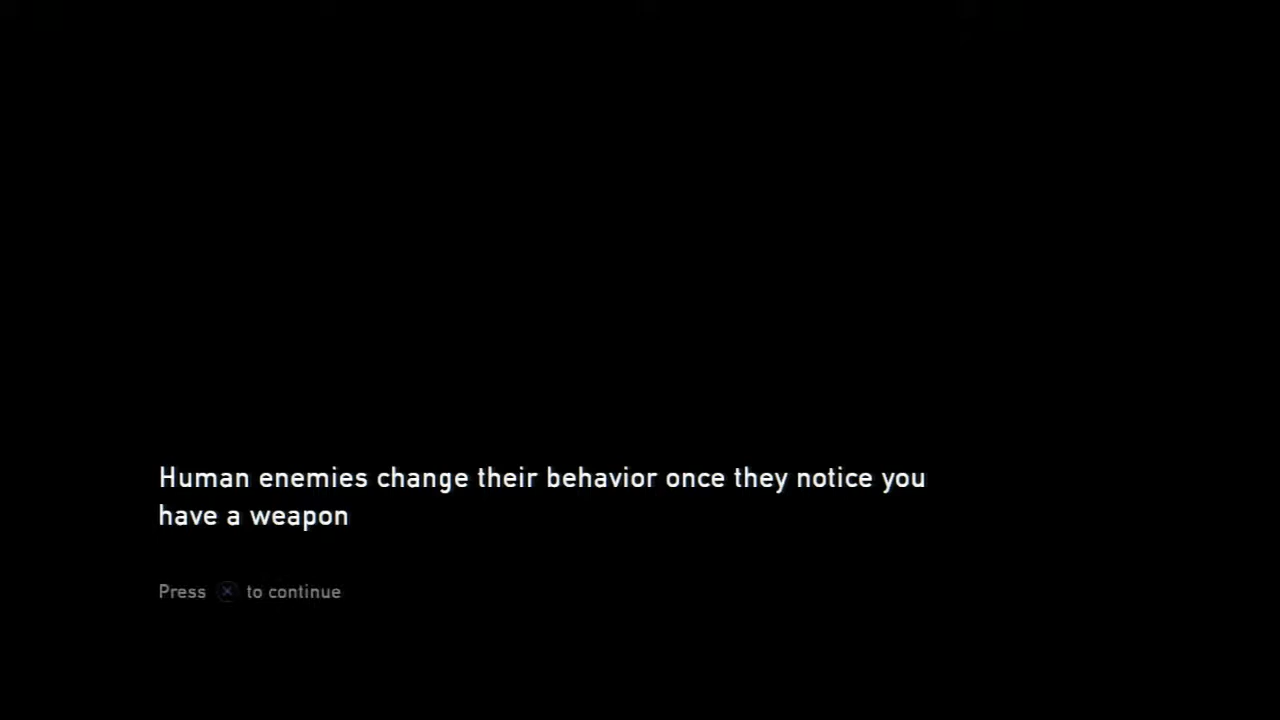 Human enemies change their behavior once they notice you
have a weapon
Press ⓧ to continue